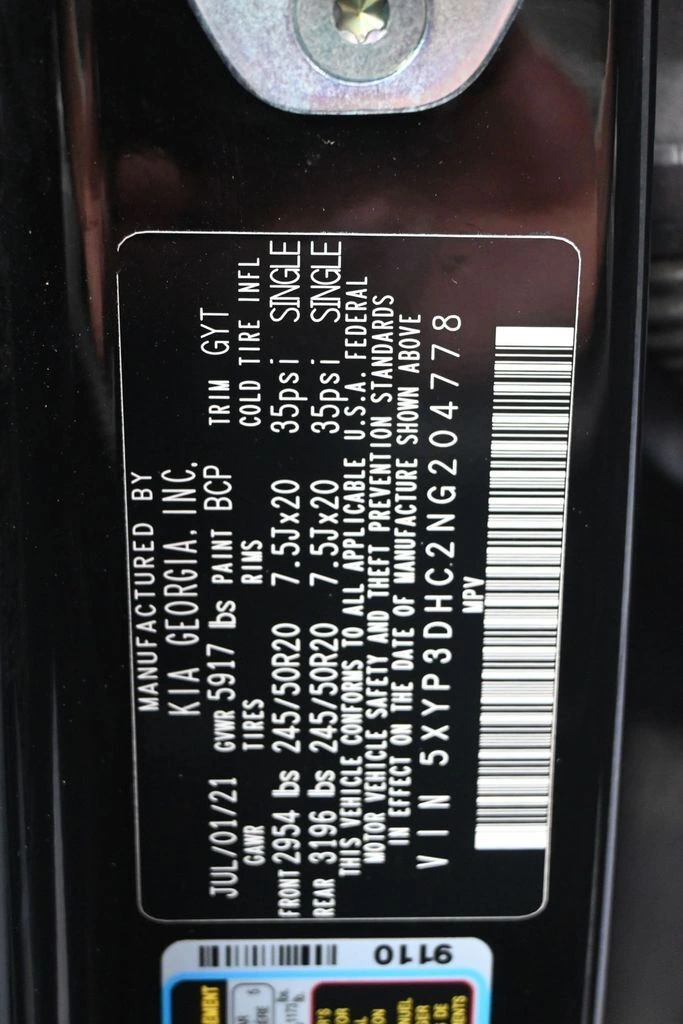 MANUFACTURED BY
KIA GEORGIA. INC.
JUL/01/21 GVWR 5917 lbs PAINT BCP TRIM GYT
GAWR TIRES RIMS COLD TIRE INFL
FRONT 2954 lbs 245/50R20 7.5Jx20 35psi SINGLE
REAR 3196 lbs 245/50R20 7.5Jx20 35psi SINGLE
THIS VEHICLE CONFORMS TO ALL APPLICABLE U.S.A. FEDERAL
MOTOR VEHICLE SAFETY AND THEFT PREVENTION STANDARDS
IN EFFECT ON THE DATE OF MANUFACTURE SHOWN ABOVE
VIN 5XYP3DHC2NG204778
MPV
9110